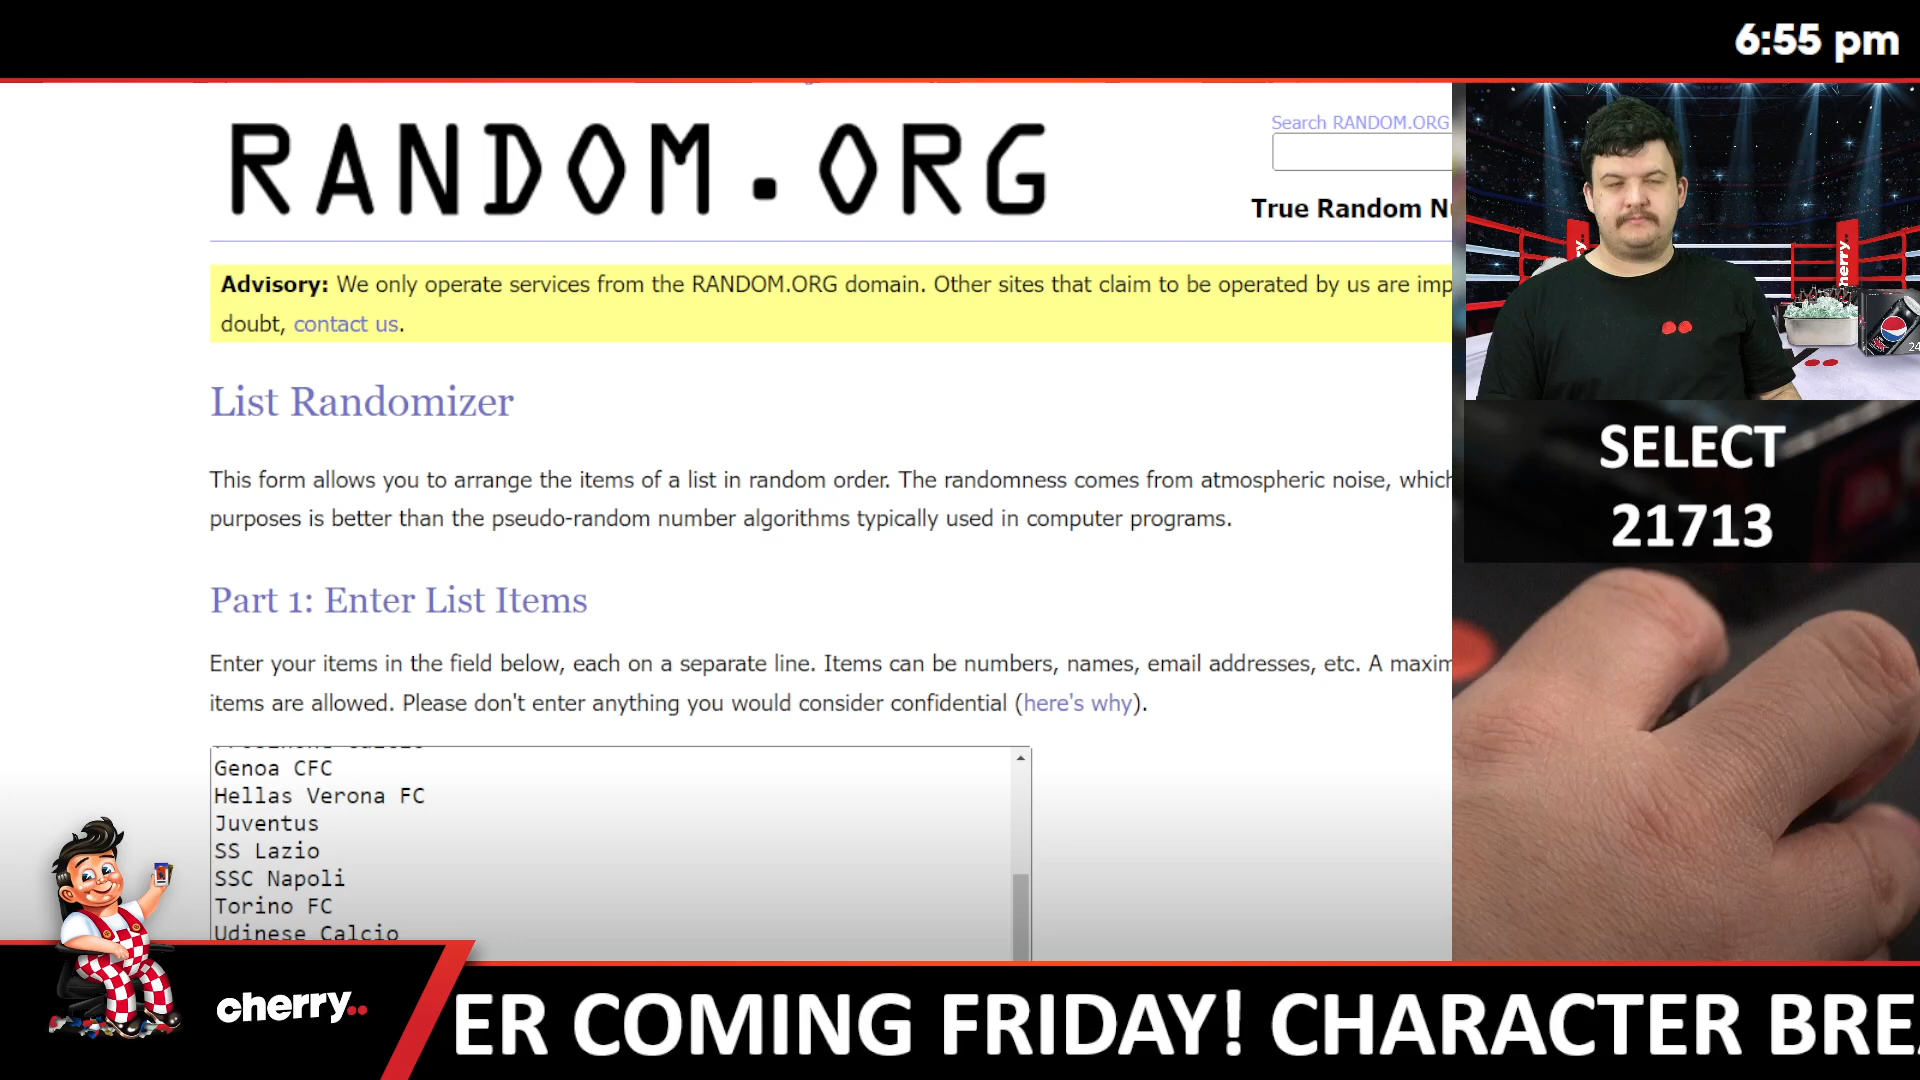 6:55 pm
RANDOM.ORG
Search RANDOM.ORG
True Random
Advisory: We only operate services from the RANDOM.ORG domain. Other sites that claim to be operated by us are imp
doubt, contact us.
List Randomizer
This form allows you to arrange the items of a list in random order. The randomness comes from atmospheric noise, which
purposes is better than the pseudo-random number algorithms typically used in computer programs.
Part 1: Enter List Items
Enter your items in the field below, each on a separate line. Items can be numbers, names, email addresses, etc. A maxim
items are allowed. Please don't enter anything you would consider confidential (here's why).
Genoa CFC
Hellas Verona FC
Juventus
SS Lazio
SSC Napoli
Torino FC
Udinese Calcio
SELECT
21713
herry
24
cherry..
ER COMING FRIDAY! CHARACTER BREA